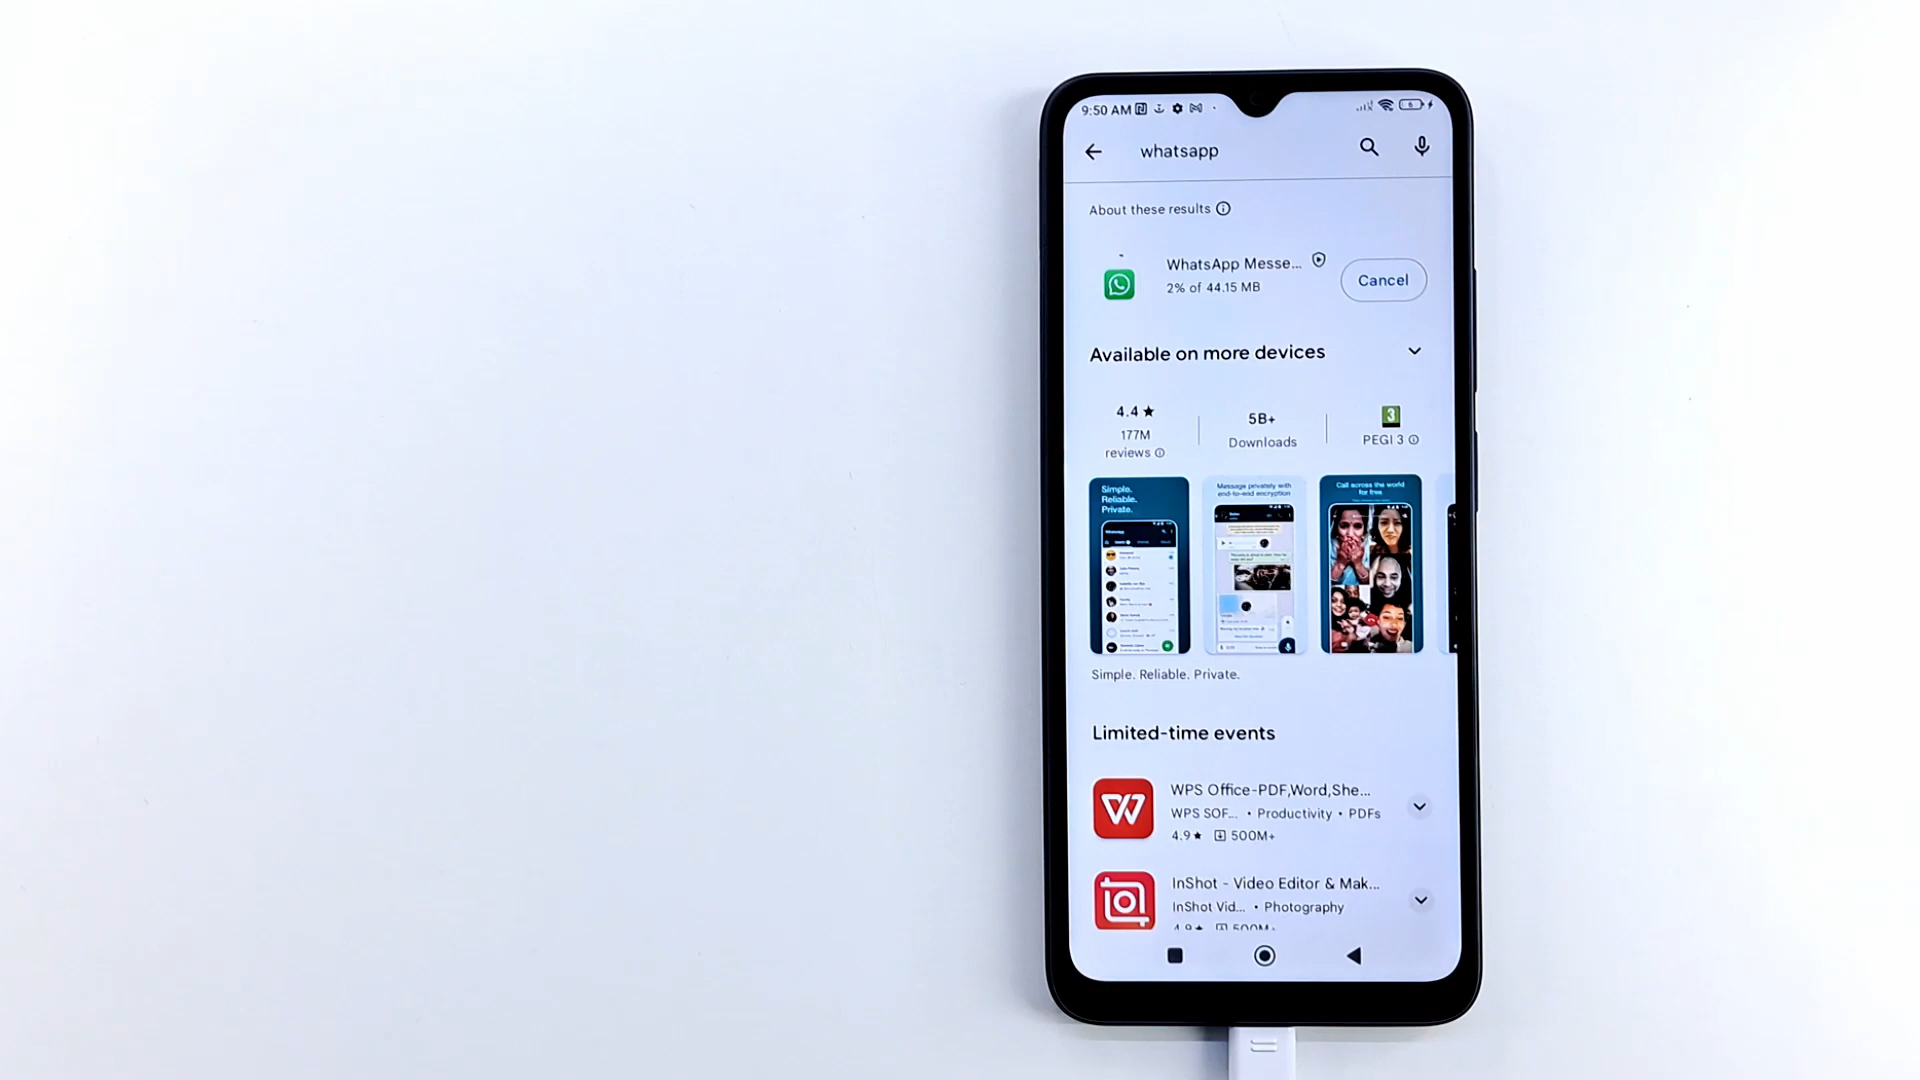 9:50 AM
6
whatsapp
About these results
WhatsApp Messe...
2% of 44.15 MB
Cancel
Available on more devices
4.4 ★
177M
reviews
5B+
Downloads
3
PEGI 3
Simple.
Reliable.
Private.
Message privately with
end-to-end encryption
Call across the world
for free
Simple. Reliable. Private.
Limited-time events
WPS Office-PDF,Word,She...
WPS SOF... • Productivity • PDFs
4.9 ★ 500M+
InShot - Video Editor & Mak...
InShot Vid... • Photography
4.9 ★ 500M+